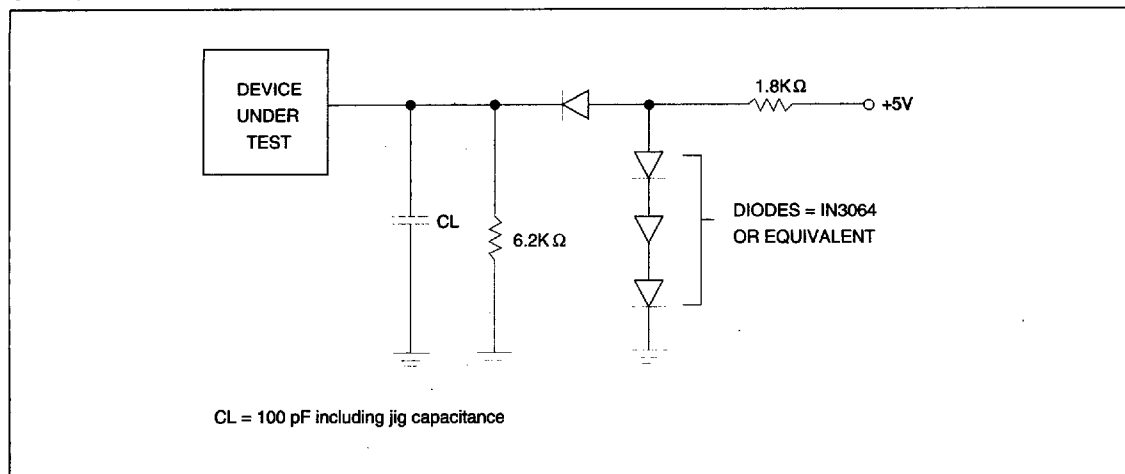 DEVICE
UNDER
TEST
1.8KΩ
+5V
CL
6.2KΩ
DIODES = IN3064
OR EQUIVALENT
CL = 100 pF including jig capacitance